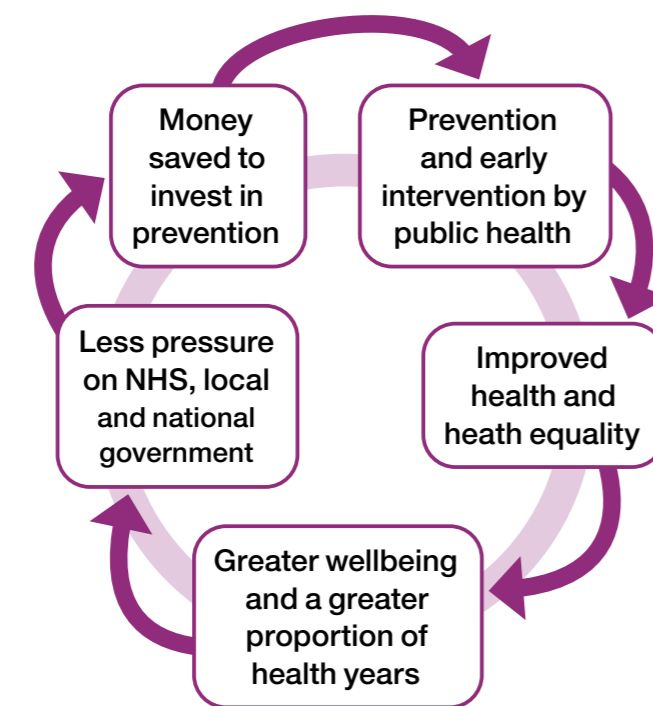 Money
saved to
invest in
prevention
Prevention
and early
intervention by
public health
Improved
health and
heath equality
Greater wellbeing
and a greater
proportion of
health years
Less pressure
on NHS, local
and national
government